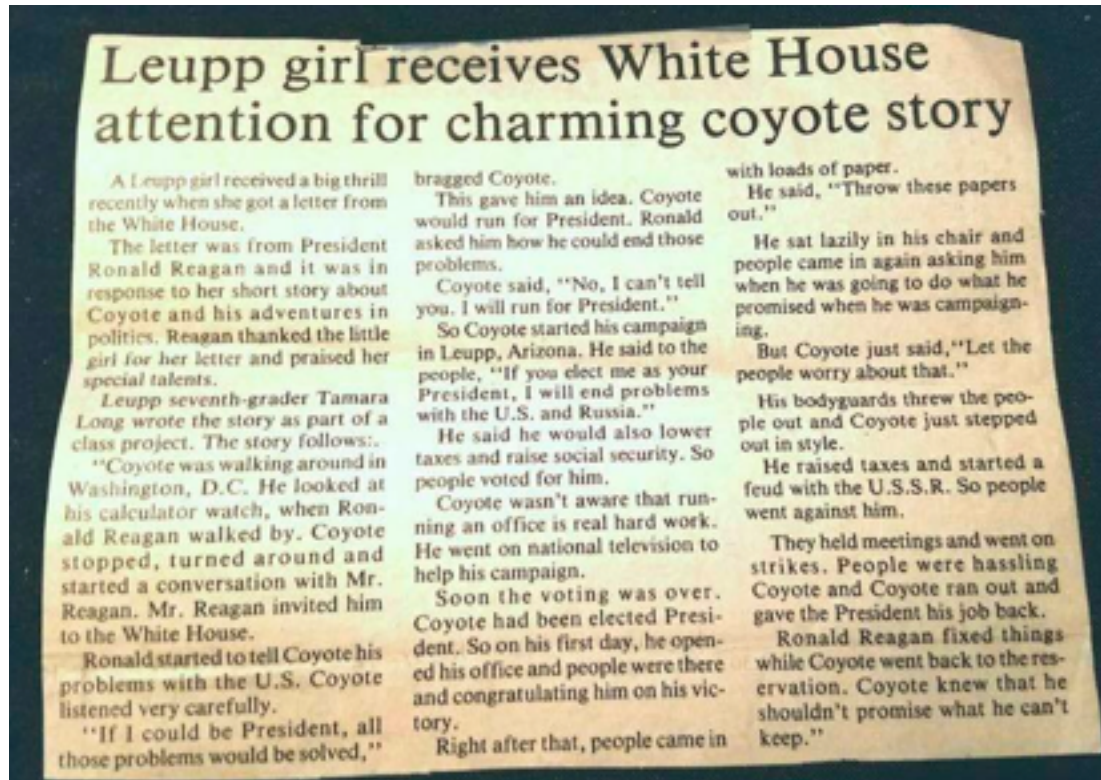 Leupp girl receives White House
attention for charming coyote story
A Leupp girl received a big thrill
recently when she got a letter from
the White House.
The letter was from President
Ronald Reagan and it was in
response to her short story about
Coyote and his adventures in
politics. Reagan thanked the little
girl for her letter and praised her
special talents.
Leupp seventh-grader Tamara
Long wrote the story as part of a
class project. The story follows:.
"Coyote was walking around in
Washington, D.C. He looked at
his calculator watch, when Ron-
ald Reagan walked by. Coyote
stopped, turned around and
started a conversation with Mr.
Reagan. Mr. Reagan invited him
to the White House.
Ronald started to tell Coyote his
problems with the U.S. Coyote
listened very carefully.
"If I could be President, all
those problems would be solved,"
bragged Coyote.
This gave him an idea. Coyote
would run for President. Ronald
asked him how he could end those
problems.
Coyote said, "No, I can't tell
you. I will run for President."
So Coyote started his campaign
in Leupp, Arizona. He said to the
people, "If you elect me as your
President, I will end problems
with the U.S. and Russia."
He said he would also lower
taxes and raise social security. So
people voted for him.
Coyote wasn't aware that run-
ning an office is real hard work.
He went on national television to
help his campaign.
Soon the voting was over.
Coyote had been elected Presi-
dent. So on his first day, he open-
ed his office and people were there
and congratulating him on his vic-
tory.
Right after that, people came in
with loads of paper.
He said, "Throw these papers
out."
He sat lazily in his chair and
people came in again asking him
when he was going to do what he
promised when he was campaign-
ing.
But Coyote just said,"Let the
people worry about that."
His bodyguards threw the peo-
ple out and Coyote just stepped
out in style.
He raised taxes and started a
feud with the U.S.S.R. So people
went against him.
They held meetings and went on
strikes. People were hassling
Coyote and Coyote ran out and
gave the President his job back.
Ronald Reagan fixed things
while Coyote went back to the res-
ervation. Coyote knew that he
shouldn't promise what he can't
keep."